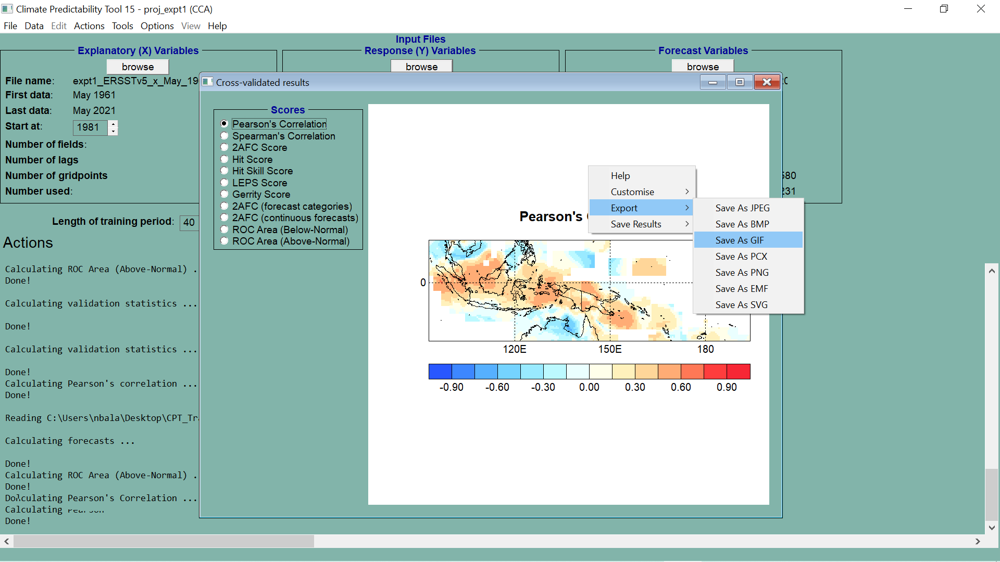 Climate Predictability Tool 15 - proj_expt1 (CCA)
File Data Edit Actions Tools Options View Help
Input Files
Explanatory (X) Variables
browse
File name:
expt1_ERSSTv5_x_May_19
First data: May 1961
Last data: May 2021
Start at: 1981
Number of fields:
Number of lags
Number of gridpoints
Number used:
Response (Y) Variables
browse
Forecast Variables
browse
580
231
Length of training period: 40
Actions
Calculating ROC Area (Above-Normal) .
Done!
Calculating validation statistics ...
Done!
Calculating validation statistics ...
Done!
Calculating Pearson's correlation ...
Done!
Reading C:\Users\nbala\Desktop\CPT_Tr
Calculating forecasts ...
Done!
Calculating ROC Area (Above-Normal) .
Done!
Calculating Pearson's Correlation ...
Calculating
Done!
Cross-validated results
Scores
Pearson's Correlation
Spearman's Correlation
2AFC Score
Hit Score
Hit Skill Score
LEPS Score
Gerrity Score
2AFC (forecast categories)
2AFC (continuous forecasts)
ROC Area (Below-Normal)
ROC Area (Above-Normal)
Pearson's
0
120E 150E 180
-0.90 -0.60 -0.30 0.00 0.30 0.60 0.90
Help
Customise
Export
Save Results
Save As JPEG
Save As BMP
Save As GIF
Save As PCX
Save As PNG
Save As EMF
Save As SVG